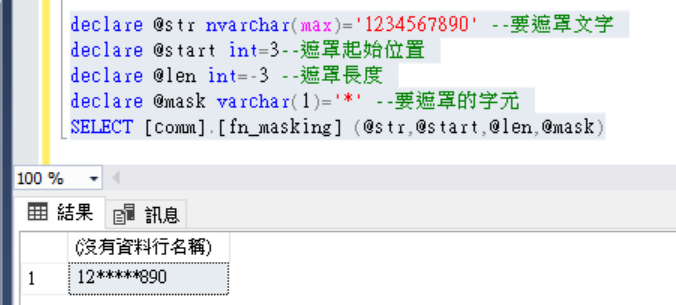 declare @str nvarchar(max)='1234567890' --要遮罩文字
declare @start int=3--遮罩起始位置
declare @len int=-3 --遮罩長度
declare @mask varchar(1)='*' --要遮罩的字元
SELECT [comm].[fn_masking] (@str,@start,@len,@mask)
100 %
結果 訊息
(沒有資料行名稱)
1 12*****890